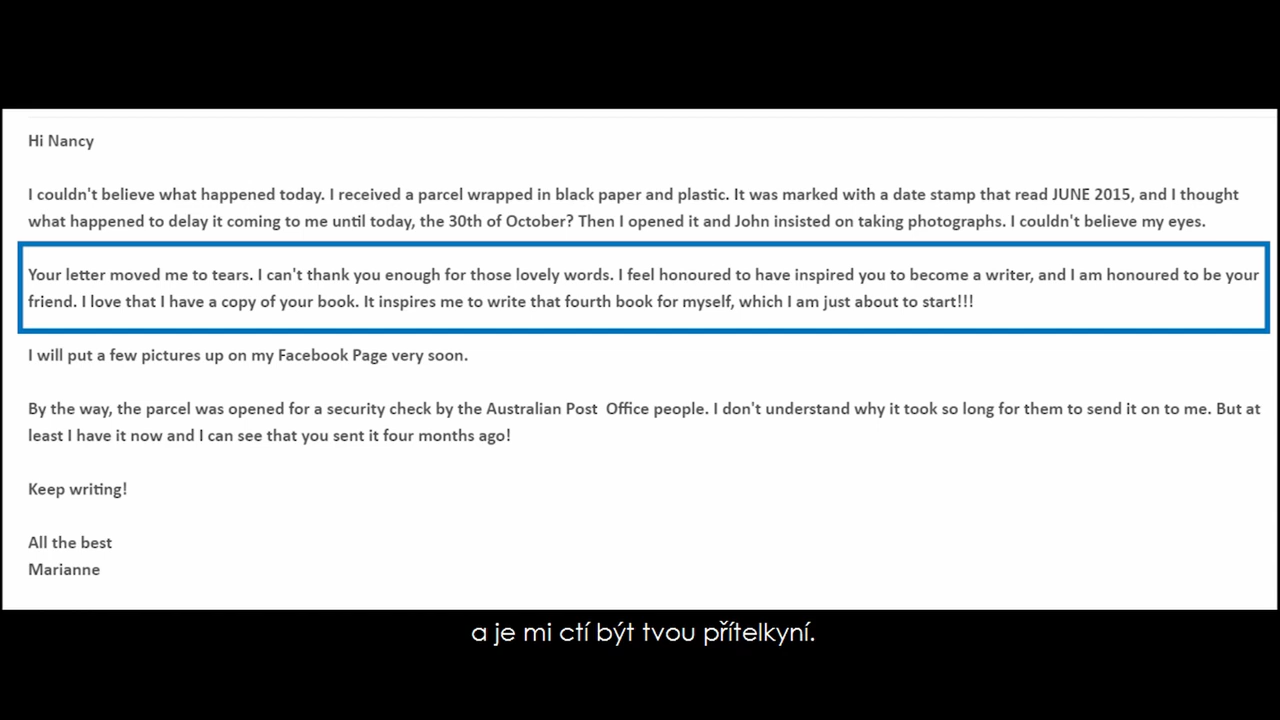 Hi Nancy
I couldn't believe what happened today. I received a parcel wrapped in black paper and plastic. It was marked with a date stamp that read JUNE 2015, and I thought
what happened to delay it coming to me until today, the 30th of October? Then I opened it and John insisted on taking photographs. I couldn't believe my eyes.
Your letter moved me to tears. I can't thank you enough for those lovely words. I feel honoured to have inspired you to become a writer, and I am honoured to be your
friend. I love that I have a copy of your book. It inspires me to write that fourth book for myself, which I am just about to start!!!
I will put a few pictures up on my Facebook Page very soon.
By the way, the parcel was opened for a security check by the Australian Post  Office people. I don't understand why it took so long for them to send it on to me. But at
least I have it now and I can see that you sent it four months ago!
Keep writing!
All the best
Marianne
a je mi ctí být tvou přítelkyní.